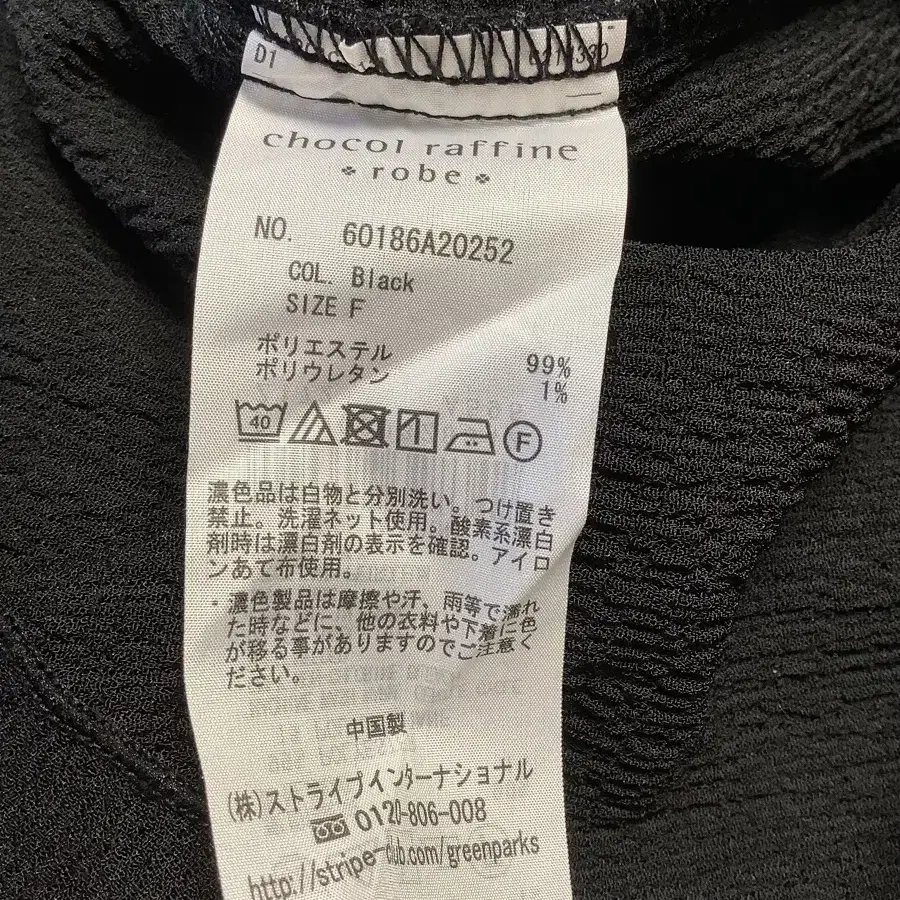 D1
chocol raffine
robe
NO. 60186A20252
COL. Black
SIZE F
ポリエステル 99%
ポリウレタン 1%
40 F
濃色品は白物と分別洗い。つけ置き
禁止。洗濯ネット使用。酸素系漂白
剤時は漂白剤の表示を確認。アイロ
ンあて布使用。
・濃色製品は摩擦や汗、雨等で濡れ
た時などに、他の衣料や下着に色
が移る事がありますのでご注意く
ださい。
中国製
(株)ストライプインターナショナル
0120-806-008
http://stripe-club.com/greenparks